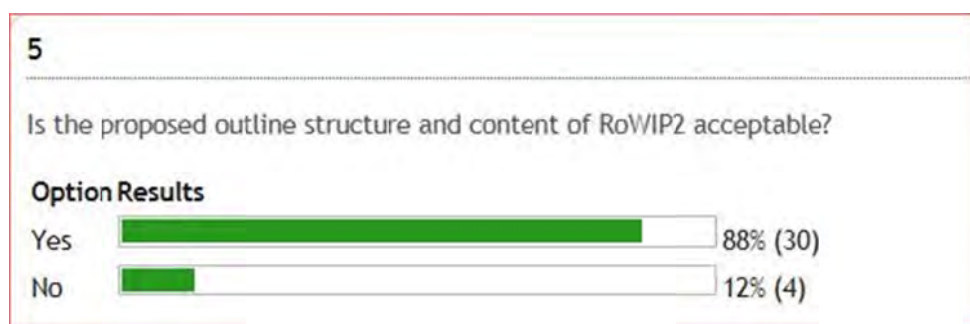 5
Is the proposed outline structure and content of RoWIP2 acceptable?
Option Results
Yes 88% (30)
No 12% (4)